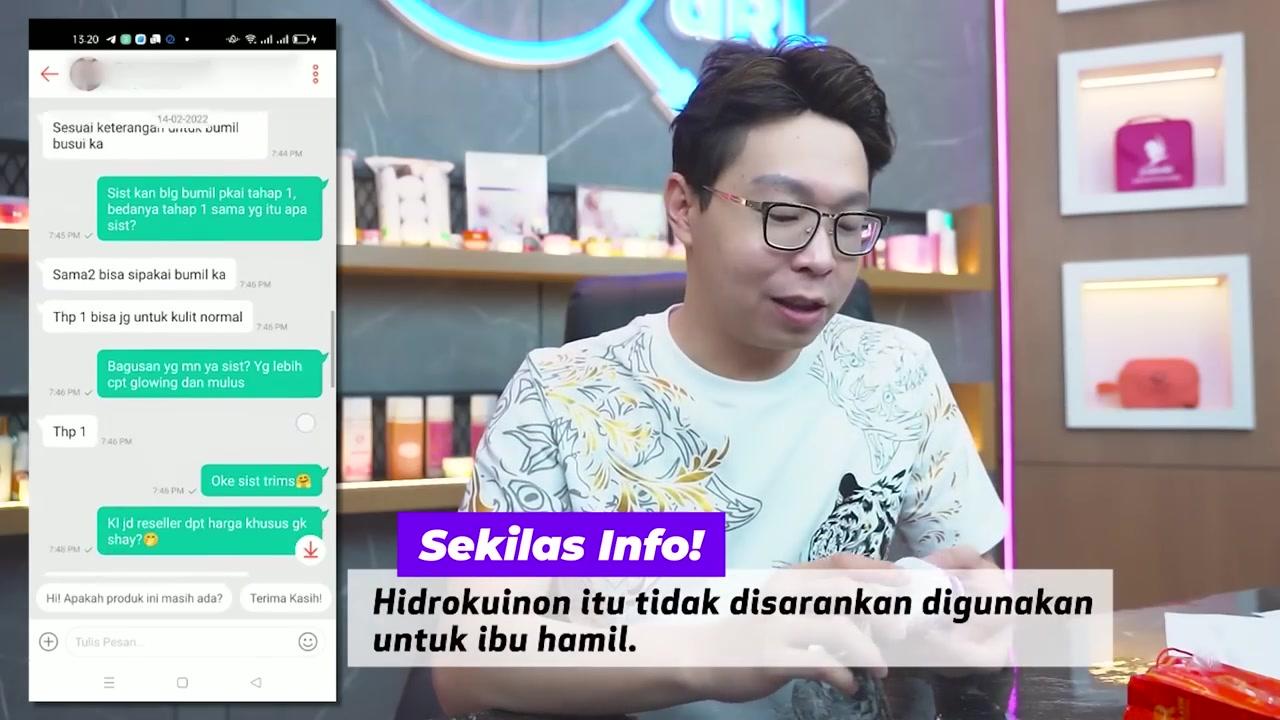 13.20
14-02-2022
Sesuai keterangan untuk bumil
busui ka
7:44 PM
Sist kan blg bumil pkai tahap 1,
bedanya tahap 1 sama yg itu apa
sist?
7:45 PM
Sama2 bisa sipakai bumil ka
7:46 PM
Thp 1 bisa jg untuk kulit normal
7:46 PM
Bagusan yg mn ya sist? Yg lebih
cpt glowing dan mulus
7:46 PM
Thp 1
7:46 PM
Oke sist trims🤗
7:46 PM
Kl jd reseller dpt harga khusus gk
shay?🤭
7:48 PM
Hi! Apakah produk ini masih ada?
Terima Kasih!
Tulis Pesan...
Sekilas Info!
Hidrokuinon itu tidak disarankan digunakan
untuk ibu hamil.